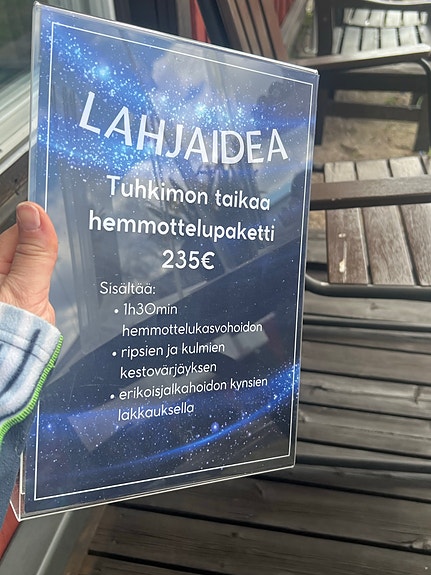 LAHJAIDEA
Tuhkimon taikaa
hemmottelupaketti
235€
Sisältää:
• 1h30min
hemmottelukasvohoidon
• ripsien ja kulmien
kestovärjäyksen
• erikoisjalkahoidon kynsien
lakkauksella